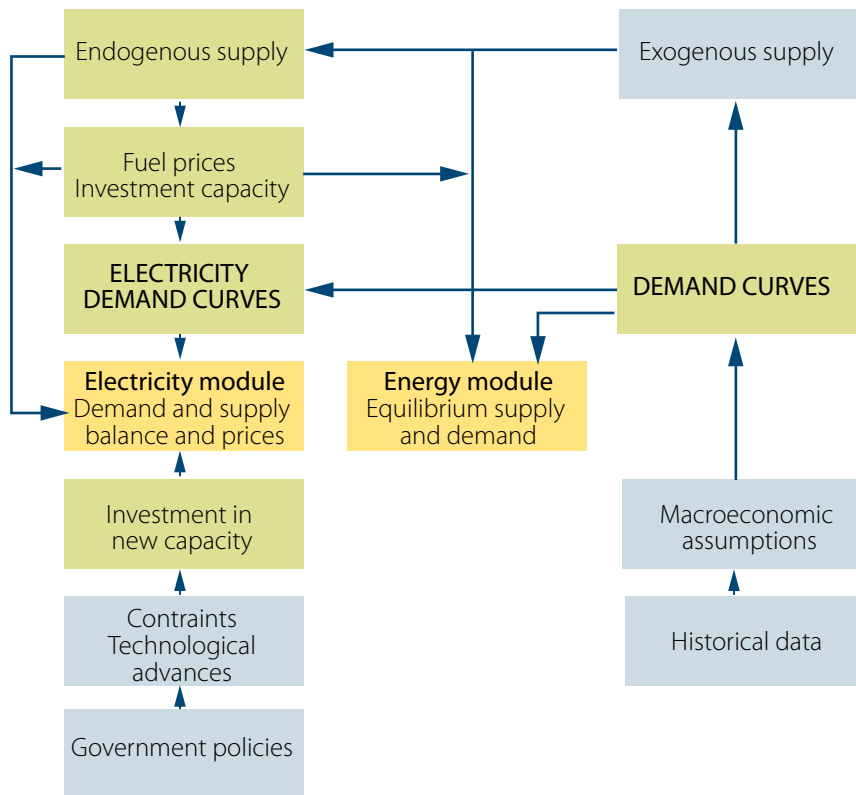 Endogenous supply
Exogenous supply
Fuel prices
Investment capacity
ELECTRICITY
DEMAND CURVES
DEMAND CURVES
Electricity module
Demand and supply
balance and prices
Energy module
Equilibrium supply
and demand
Investment in
new capacity
Macroeconomic
assumptions
Contraints
Technological
advances
Historical data
Government policies